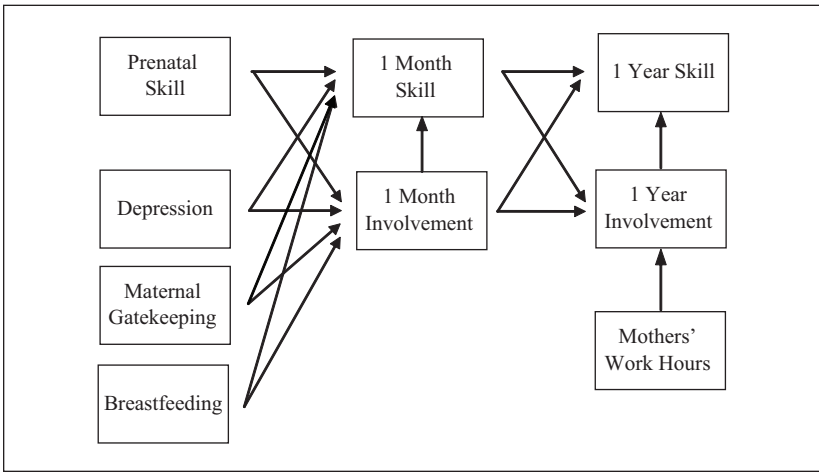 Prenatal
Skill
Depression
Maternal
Gatekeeping
Breastfeeding
1 Month
Skill
1 Month
Involvement
1 Year Skill
1 Year
Involvement
Mothers’
Work Hours